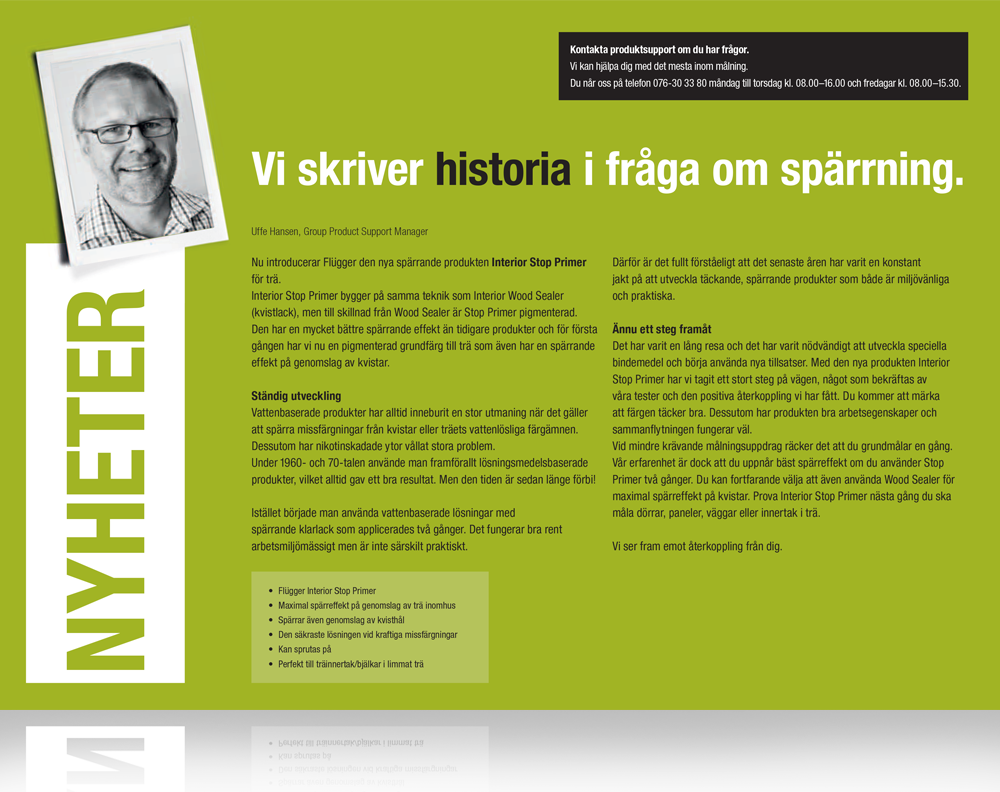 Kontakta produktsupport om du har frågor.
Vi kan hjälpa dig med det mesta inom målning.
Du når oss på telefon 076-30 33 80 måndag till torsdag kl. 08.00–16.00 och fredagar kl. 08.00–15.30.
Vi skriver historia i fråga om spärrning.
NYHETER
Uffe Hansen, Group Product Support Manager
Nu introducerar Flügger den nya spärrande produkten Interior Stop Primer
för trä.
Interior Stop Primer bygger på samma teknik som Interior Wood Sealer
(kvistlack), men till skillnad från Wood Sealer är Stop Primer pigmenterad.
Den har en mycket bättre spärrande effekt än tidigare produkter och för första
gången har vi nu en pigmenterad grundfärg till trä som även har en spärrande
effekt på genomslag av kvistar.
Ständig utveckling
Vattenbaserade produkter har alltid inneburit en stor utmaning när det gäller
att spärra missfärgningar från kvistar eller träets vattenlösliga färgämnen.
Dessutom har nikotinskadade ytor vållat stora problem.
Under 1960- och 70-talen använde man framförallt lösningsmedelsbaserade
produkter, vilket alltid gav ett bra resultat. Men den tiden är sedan länge förbi!
Istället började man använda vattenbaserade lösningar med
spärrande klarlack som applicerades två gånger. Det fungerar bra rent
arbetsmiljömässigt men är inte särskilt praktiskt.
Därför är det fullt förståeligt att det senaste åren har varit en konstant
jakt på att utveckla täckande, spärrande produkter som både är miljövänliga
och praktiska.
Ännu ett steg framåt
Det har varit en lång resa och det har varit nödvändigt att utveckla speciella
bindemedel och börja använda nya tillsatser. Med den nya produkten Interior
Stop Primer har vi tagit ett stort steg på vägen, något som bekräftas av
våra tester och den positiva återkoppling vi har fått. Du kommer att märka
att färgen täcker bra. Dessutom har produkten bra arbetsegenskaper och
sammanflytningen fungerar väl.
Vid mindre krävande målningsuppdrag räcker det att du grundmålar en gång.
Vår erfarenhet är dock att du uppnår bäst spärreffekt om du använder Stop
Primer två gånger. Du kan fortfarande välja att även använda Wood Sealer för
maximal spärreffekt på kvistar. Prova Interior Stop Primer nästa gång du ska
måla dörrar, paneler, väggar eller innertak i trä.
Vi ser fram emot återkoppling från dig.
• Flügger Interior Stop Primer
• Maximal spärreffekt på genomslag av trä inomhus
• Spärrar även genomslag av kvisthål
• Den säkraste lösningen vid kraftiga missfärgningar
• Kan sprutas på
• Perfekt till träinnertak/bjälkar i limmat trä